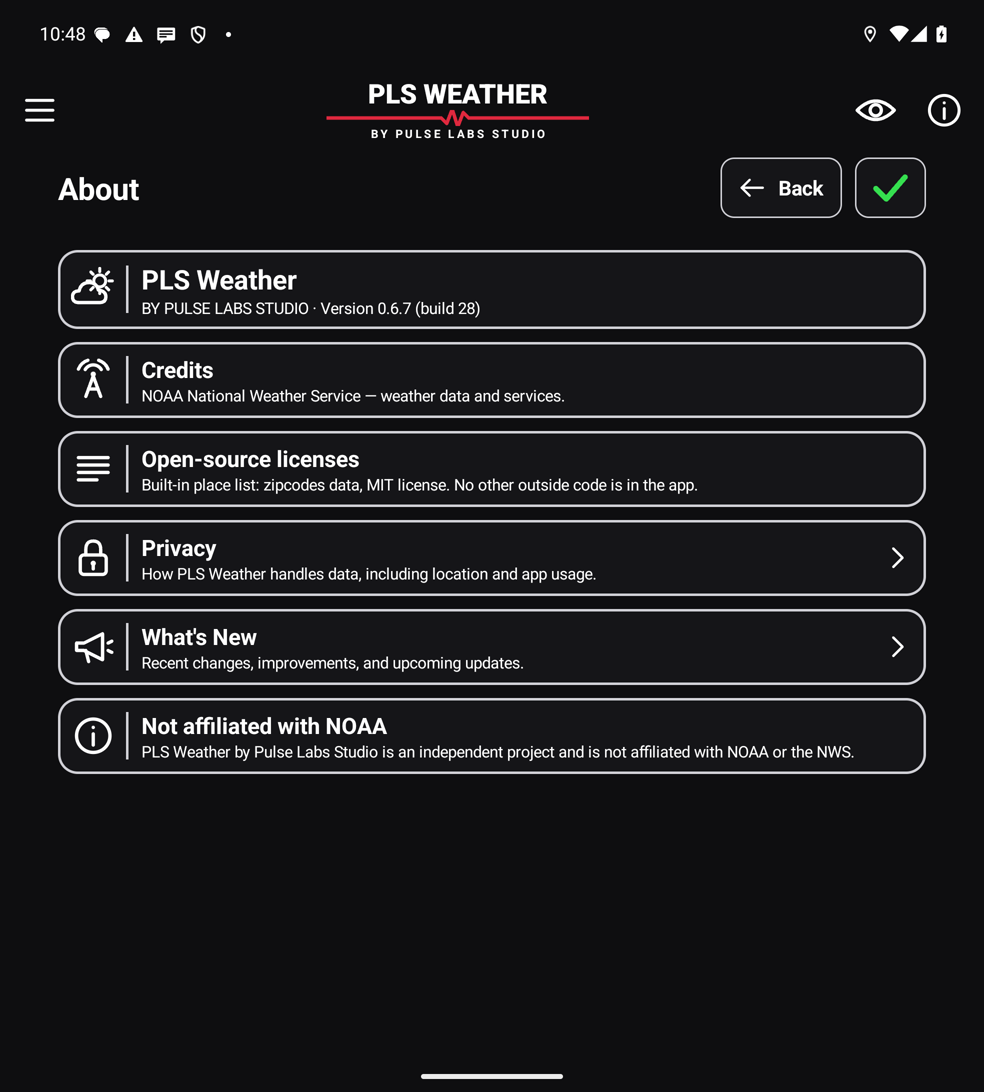 10:48
PLS WEATHER
BY PULSE LABS STUDIO
About
Back
PLS Weather
BY PULSE LABS STUDIO · Version 0.6.7 (build 28)
Credits
NOAA National Weather Service — weather data and services.
Open-source licenses
Built-in place list: zipcodes data, MIT license. No other outside code is in the app.
Privacy
How PLS Weather handles data, including location and app usage.
What's New
Recent changes, improvements, and upcoming updates.
Not affiliated with NOAA
PLS Weather by Pulse Labs Studio is an independent project and is not affiliated with NOAA or the NWS.